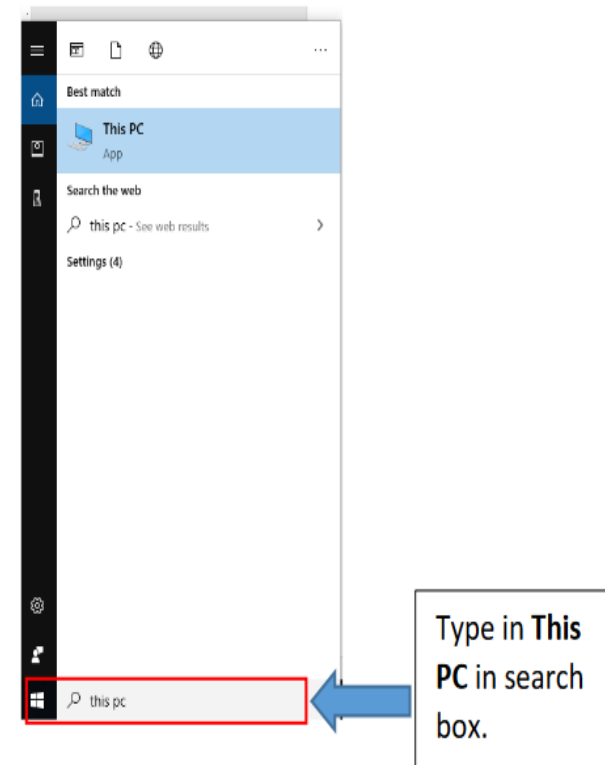 Best match
This PC
App
Search the web
this pc - See web results
Settings (4)
this pc
Type in This
PC in search
box.